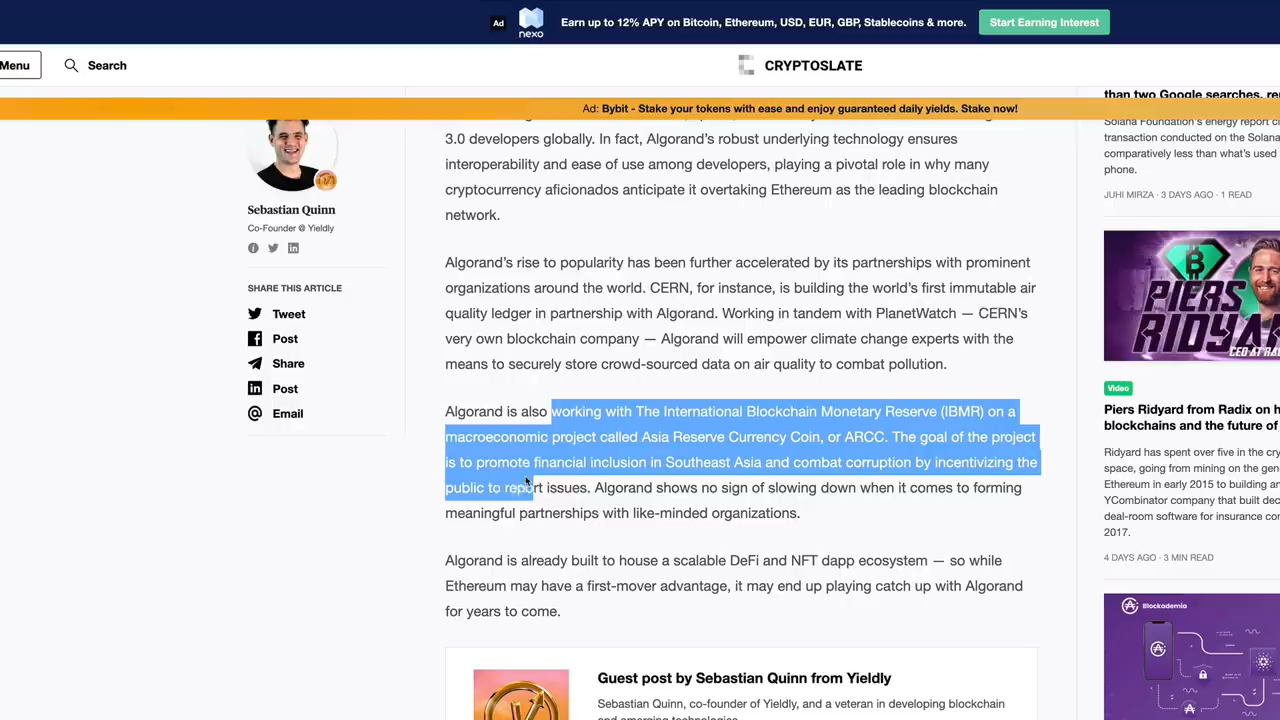 Ad
nexo
Earn up to 12% APY on Bitcoin, Ethereum, USD, EUR, GBP, Stablecoins & more.
Start Earning Interest
Menu
Search
CRYPTOSLATE
Ad: Bybit - Stake your tokens with ease and enjoy guaranteed daily yields. Stake now!
Sebastian Quinn
Co-Founder @ Yieldly
SHARE THIS ARTICLE
Tweet
Post
Share
Post
Email
3.0 developers globally. In fact, Algorand’s robust underlying technology ensures
interoperability and ease of use among developers, playing a pivotal role in why many
cryptocurrency aficionados anticipate it overtaking Ethereum as the leading blockchain
network.
Algorand’s rise to popularity has been further accelerated by its partnerships with prominent
organizations around the world. CERN, for instance, is building the world’s first immutable air
quality ledger in partnership with Algorand. Working in tandem with PlanetWatch — CERN’s
very own blockchain company — Algorand will empower climate change experts with the
means to securely store crowd-sourced data on air quality to combat pollution.
Algorand is also working with The International Blockchain Monetary Reserve (IBMR) on a
macroeconomic project called Asia Reserve Currency Coin, or ARCC. The goal of the project
is to promote financial inclusion in Southeast Asia and combat corruption by incentivizing the
public to report issues. Algorand shows no sign of slowing down when it comes to forming
meaningful partnerships with like-minded organizations.
Algorand is already built to house a scalable DeFi and NFT dapp ecosystem — so while
Ethereum may have a first-mover advantage, it may end up playing catch up with Algorand
for years to come.
Guest post by Sebastian Quinn from Yieldly
Sebastian Quinn, co-founder of Yieldly, and a veteran in developing blockchain
and emerging technologies.
than two Google searches, re
Solana Foundation’s energy report c
transaction conducted on the Solana
comparatively less than what’s used
phone.
JUHI MIRZA · 3 DAYS AGO · 1 READ
PIERS
RIDYAR
CEO AT RA
Video
Piers Ridyard from Radix on h
blockchains and the future of
Ridyard has spent over five in the cry
space, going from mining on the gen
Ethereum in early 2015 to building an
YCombinator company that built dec
deal-room software for insurance co
2017.
4 DAYS AGO · 3 MIN READ
Blockademia